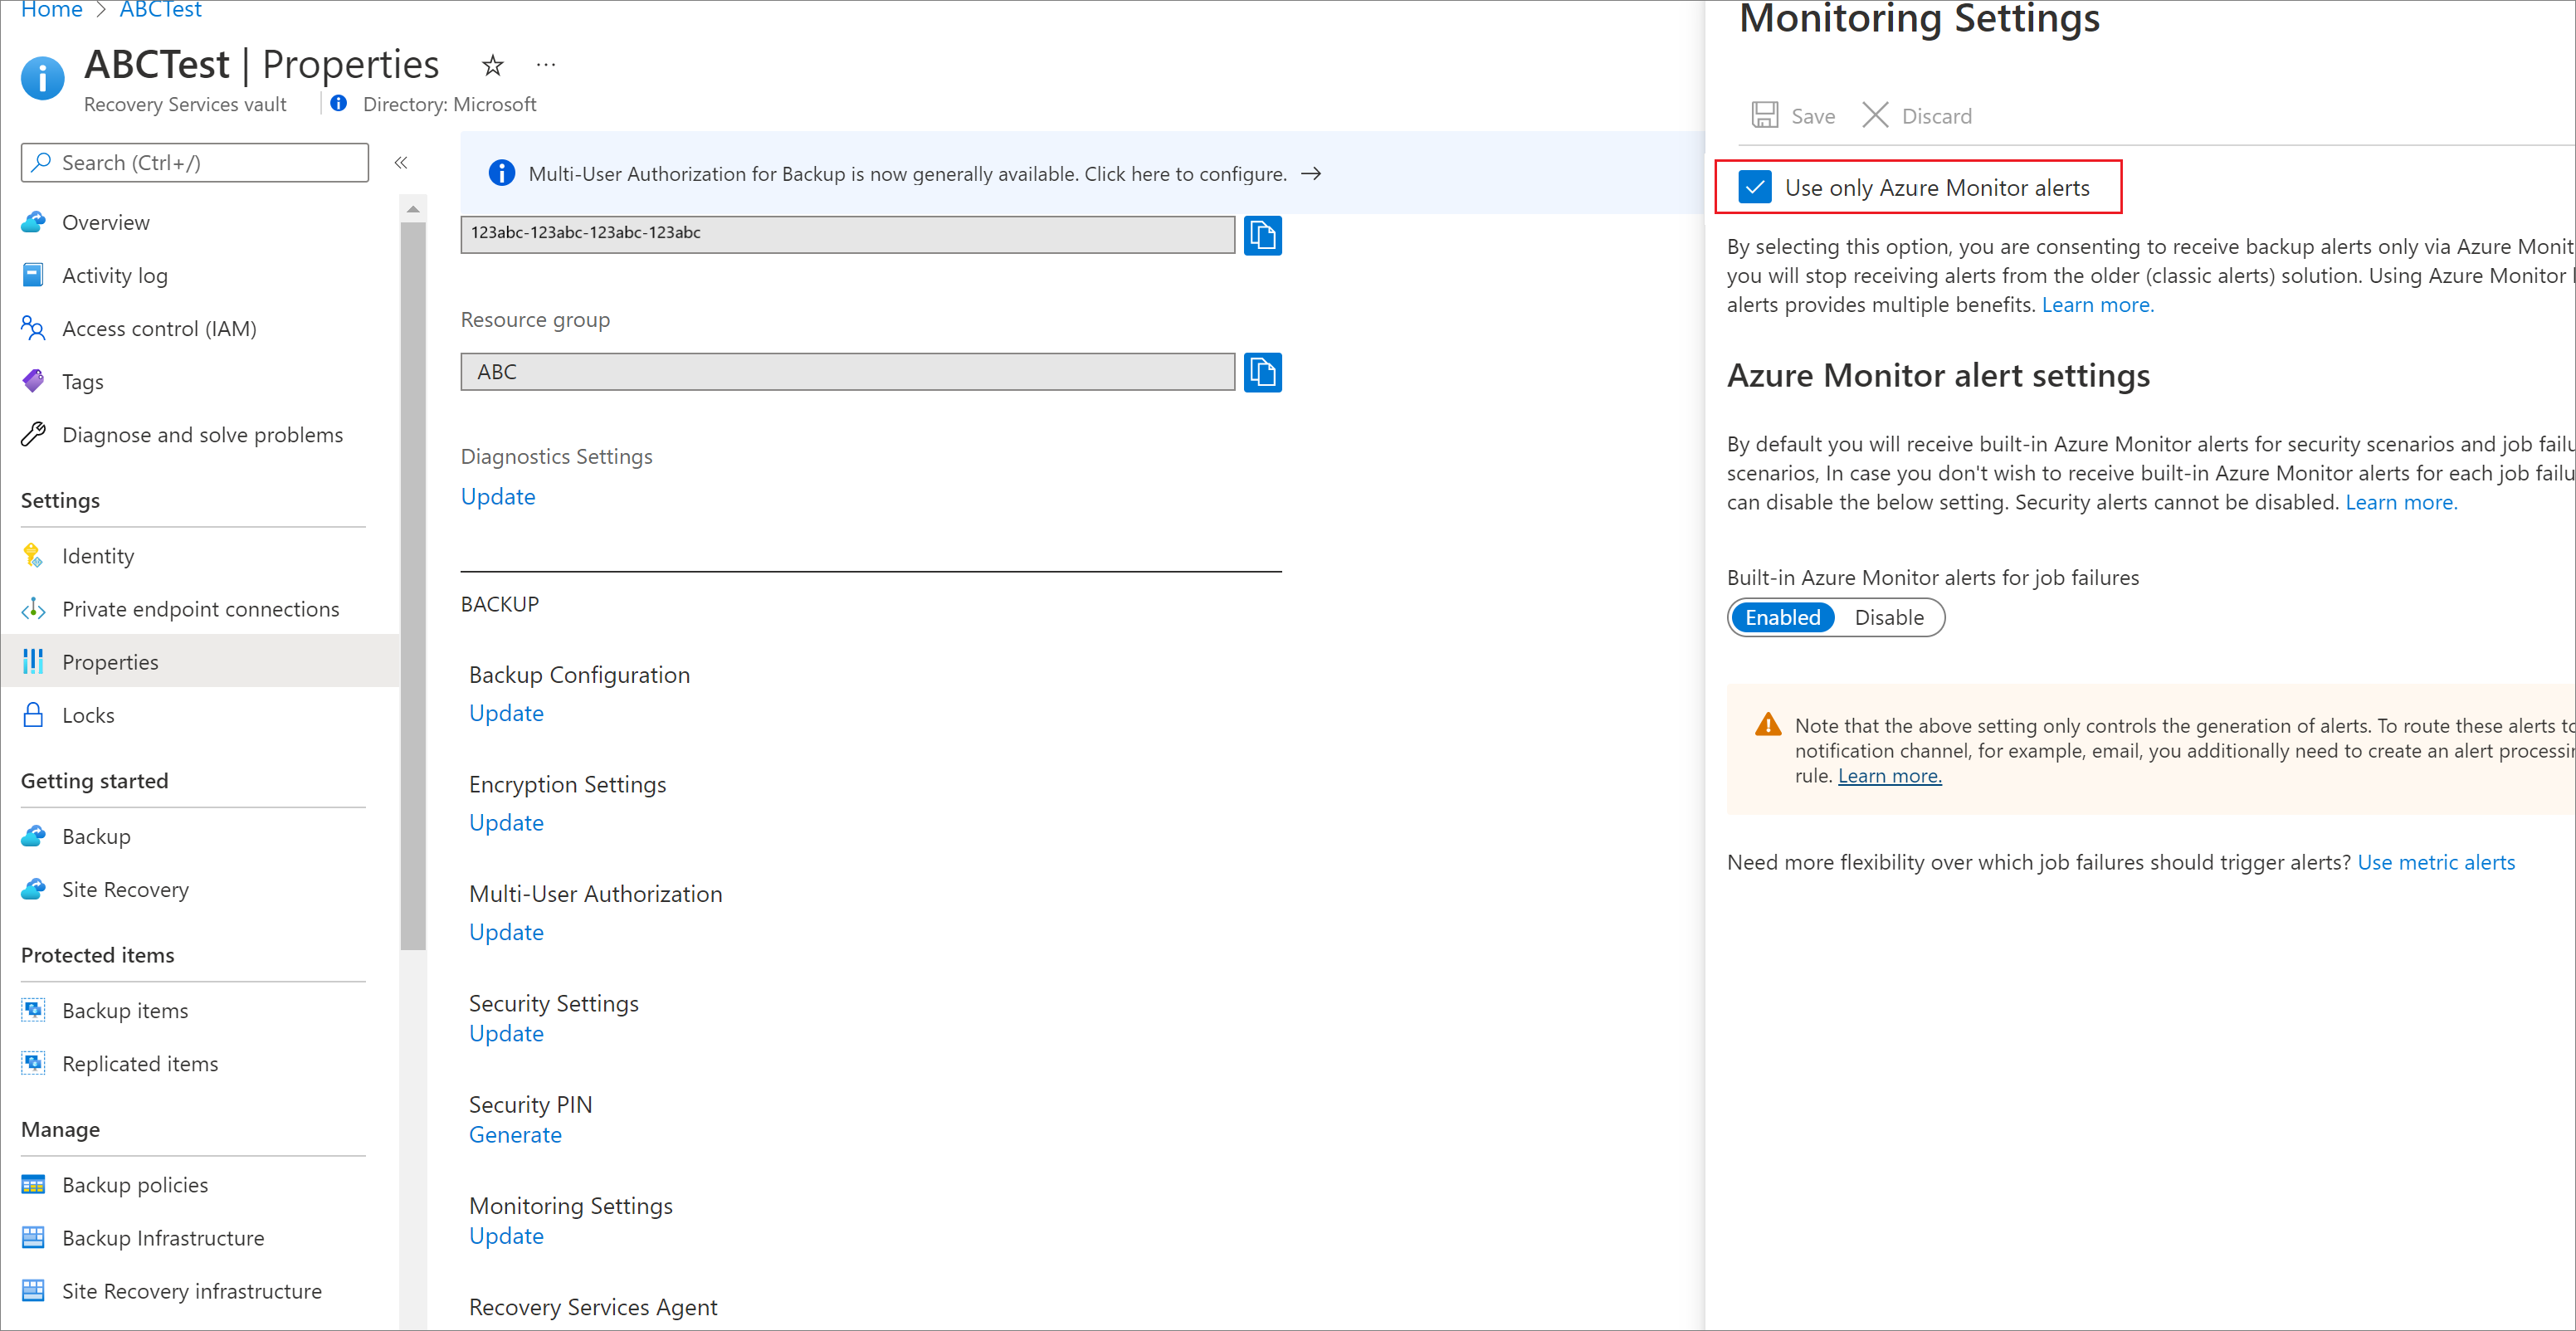 Home > ABCTest
ABCTest | Properties
Recovery Services vault
Directory: Microsoft
Search (Ctrl+/)
Overview
Activity log
Access control (IAM)
Tags
Diagnose and solve problems
Settings
Identity
Private endpoint connections
Properties
Locks
Getting started
Backup
Site Recovery
Protected items
Backup items
Replicated items
Manage
Backup policies
Backup Infrastructure
Site Recovery infrastructure
Multi-User Authorization for Backup is now generally available. Click here to configure. →
123abc-123abc-123abc-123abc
Resource group
ABC
Diagnostics Settings
Update
BACKUP
Backup Configuration
Update
Encryption Settings
Update
Multi-User Authorization
Update
Security Settings
Update
Security PIN
Generate
Monitoring Settings
Update
Recovery Services Agent
Monitoring Settings
Save
Discard
Use only Azure Monitor alerts
By selecting this option, you are consenting to receive backup alerts only via Azure Monit
you will stop receiving alerts from the older (classic alerts) solution. Using Azure Monitor
alerts provides multiple benefits. Learn more.
Azure Monitor alert settings
By default you will receive built-in Azure Monitor alerts for security scenarios and job failu
scenarios, In case you don't wish to receive built-in Azure Monitor alerts for each job failu
can disable the below setting. Security alerts cannot be disabled. Learn more.
Built-in Azure Monitor alerts for job failures
Enabled
Disable
Note that the above setting only controls the generation of alerts. To route these alerts to
notification channel, for example, email, you additionally need to create an alert processin
rule. Learn more.
Need more flexibility over which job failures should trigger alerts? Use metric alerts